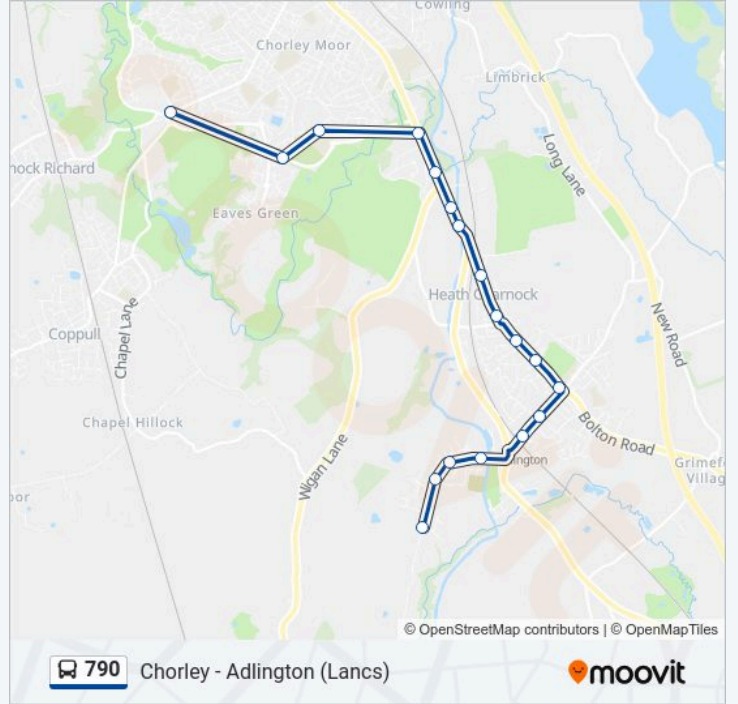 Cowling
Chorley Moor
Limbrick
Long Lane
nock Richard
Eaves Green
Heath Charnock
New Road
Coppull
Chapel Lane
Chapel Hillock
Bolton Road
Wigan Lane
lington
Grimef
Villag
oor
© OpenStreetMap contributors | © OpenMapTiles
790 Chorley - Adlington (Lancs)
moovit